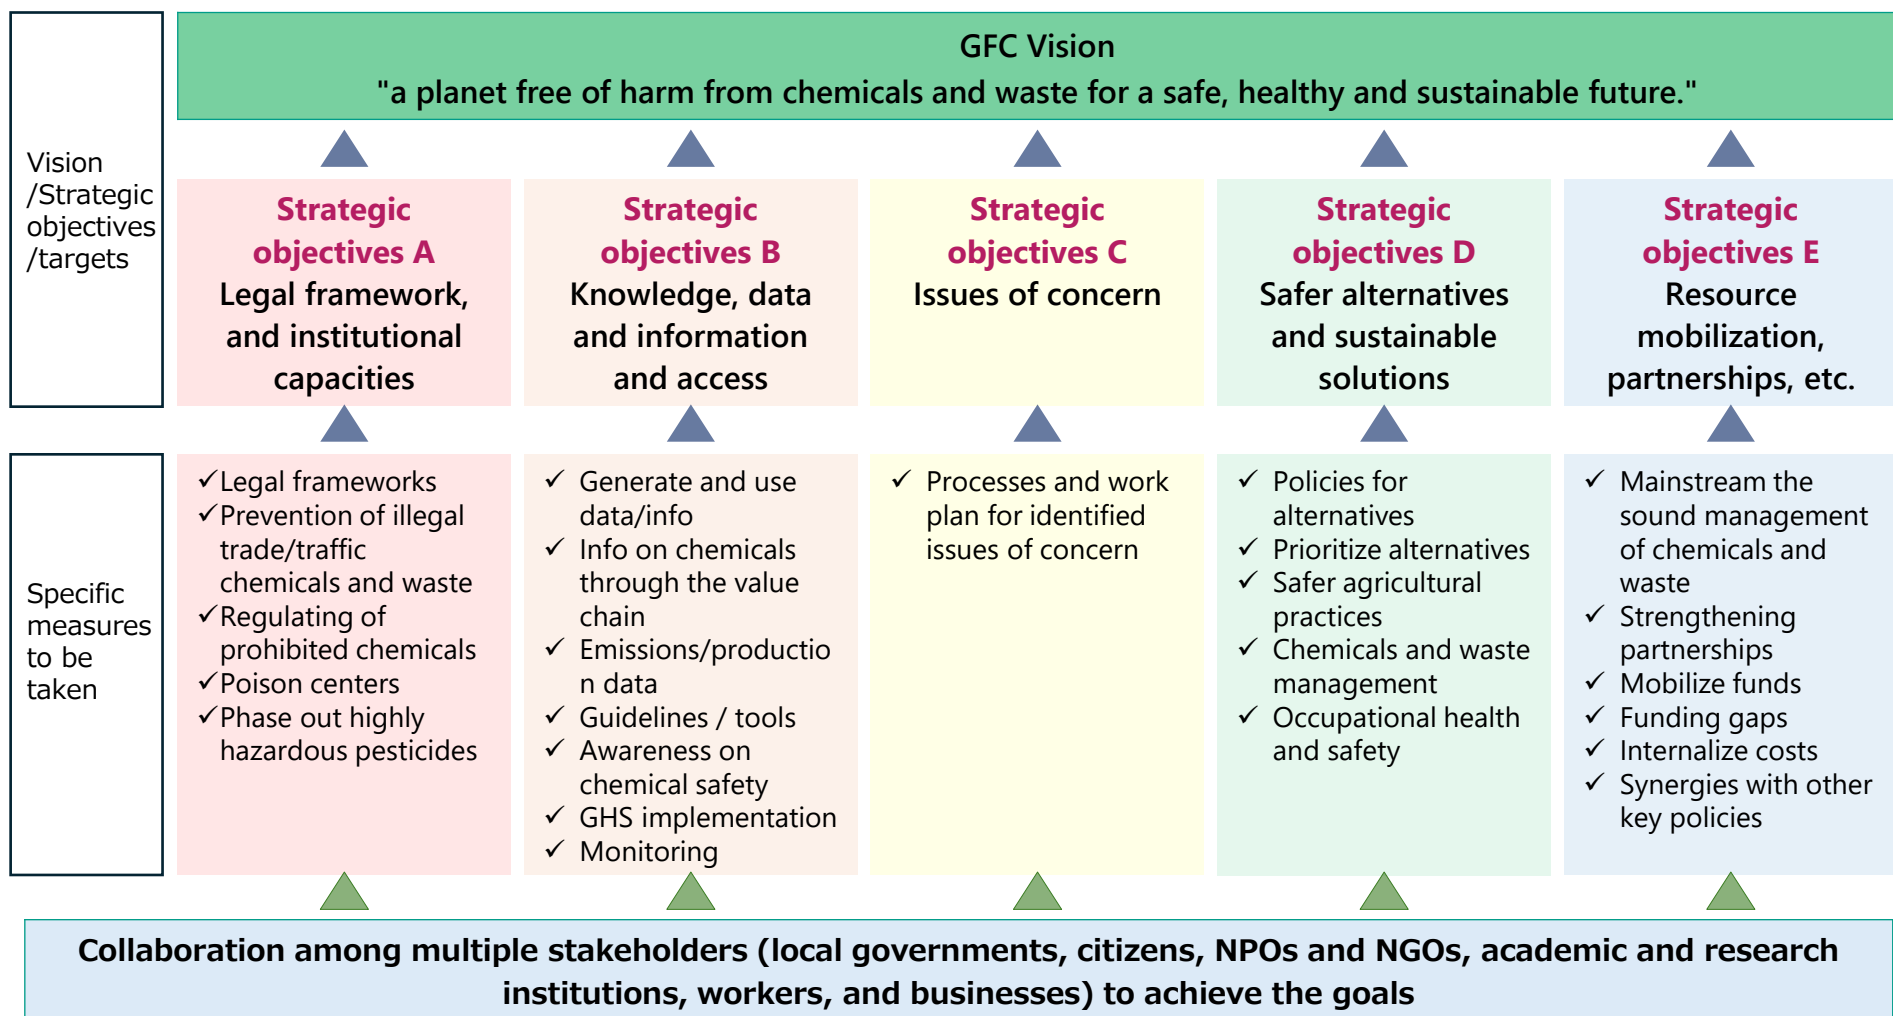 GFC Vision
"a planet free of harm from chemicals and waste for a safe, healthy and sustainable future."
Vision
/Strategic
objectives
/targets
Strategic
objectives A
Legal framework,
and institutional
capacities
Strategic
objectives B
Knowledge, data
and information
and access
Strategic
objectives C
Issues of concern
Strategic
objectives D
Safer alternatives
and sustainable
solutions
Strategic
objectives E
Resource
mobilization,
partnerships, etc.
Specific
measures
to be
taken
✓Legal frameworks
✓Prevention of illegal
trade/traffic
chemicals and waste
✓Regulating of
prohibited chemicals
✓Poison centers
✓Phase out highly
hazardous pesticides
✓ Generate and use
data/info
✓ Info on chemicals
through the value
chain
✓ Emissions/productio
n data
✓ Guidelines / tools
✓ Awareness on
chemical safety
✓ GHS implementation
✓ Monitoring
✓ Processes and work
plan for identified
issues of concern
✓ Policies for
alternatives
✓ Prioritize alternatives
✓ Safer agricultural
practices
✓ Chemicals and waste
management
✓ Occupational health
and safety
✓ Mainstream the
sound management
of chemicals and
waste
✓ Strengthening
partnerships
✓ Mobilize funds
✓ Funding gaps
✓ Internalize costs
✓ Synergies with other
key policies
Collaboration among multiple stakeholders (local governments, citizens, NPOs and NGOs, academic and research
institutions, workers, and businesses) to achieve the goals